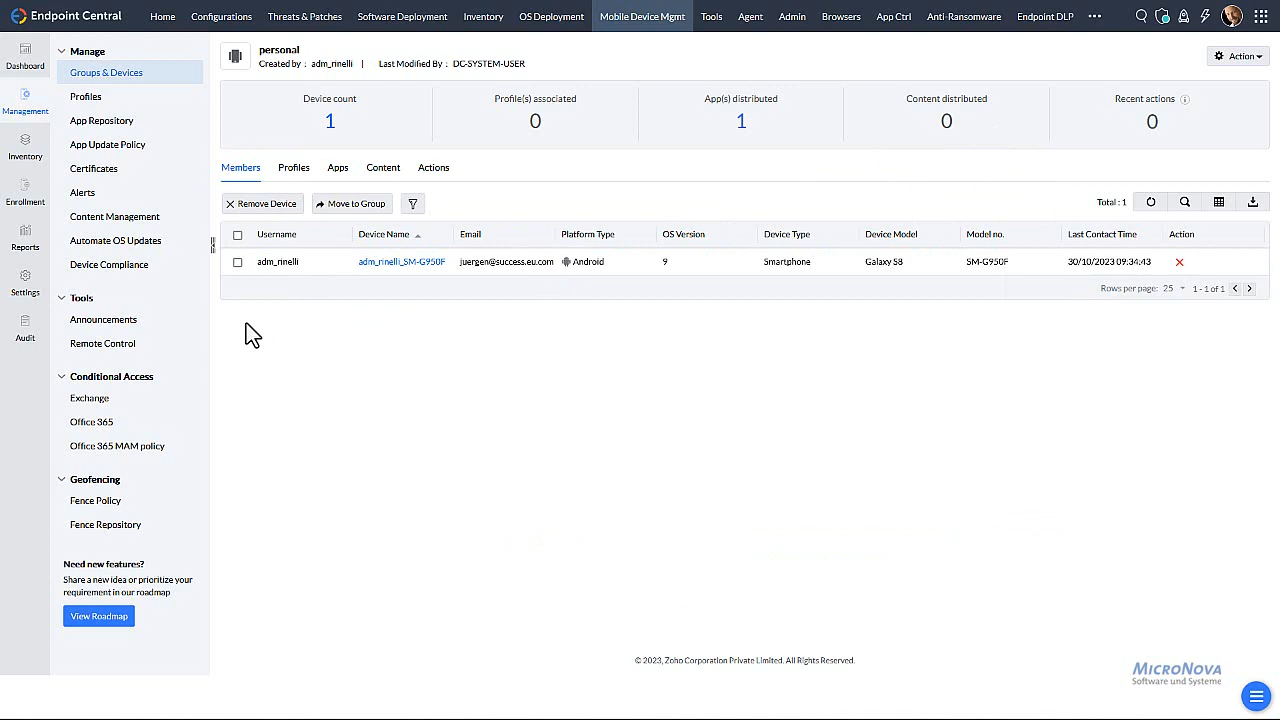 Endpoint Central
Home Configurations Threats & Patches Software Deployment Inventory OS Deployment Mobile Device Mgmt Tools Agent Admin Browsers App Ctrl Anti-Ransomware Endpoint DLP
Dashboard
Management
Inventory
Enrollment
Reports
Settings
Audit
Manage
Groups & Devices
Profiles
App Repository
App Update Policy
Certificates
Alerts
Content Management
Automate OS Updates
Device Compliance
Tools
Announcements
Remote Control
Conditional Access
Exchange
Office 365
Office 365 MAM policy
Geofencing
Fence Policy
Fence Repository
Need new features?
Share a new idea or prioritize your
requirement in our roadmap
View Roadmap
personal
Created by : adm_rinelli | Last Modified By : DC-SYSTEM-USER
Action
Device count Profile(s) associated App(s) distributed Content distributed Recent actions
1 0 1 0 0
Members Profiles Apps Content Actions
Remove Device Move to Group Total : 1
Username Device Name Email Platform Type OS Version Device Type Device Model Model no. Last Contact Time Action
adm_rinelli adm_rinelli_SM-G950F juergen@success.eu.com Android 9 Smartphone Galaxy S8 SM-G950F 30/10/2023 09:34:43
Rows per page: 25 1 - 1 of 1
© 2023, Zoho Corporation Private Limited. All Rights Reserved.
MICRONOVA
Software und Systeme